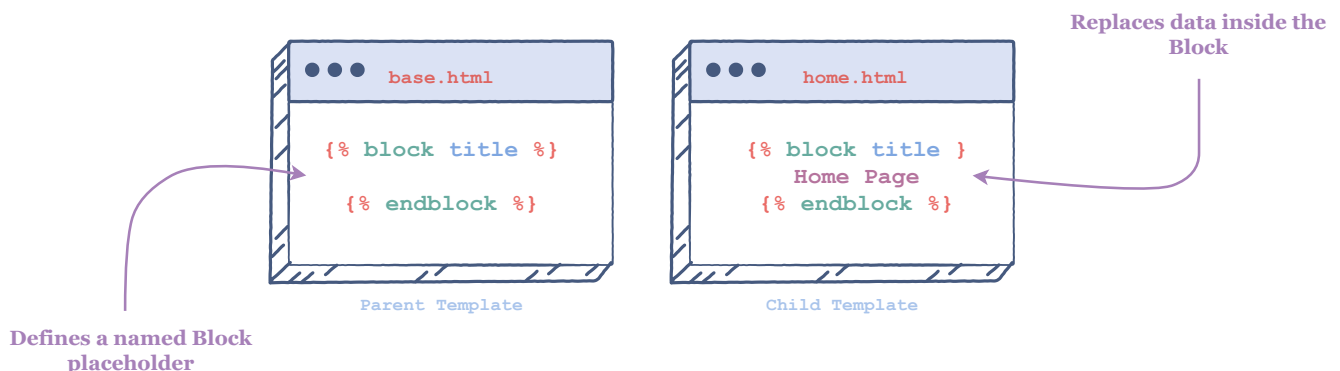 Replaces data inside the
Block
base.html
{% block title %}
{% endblock %}
Parent Template
home.html
{% block title }
Home Page
{% endblock %}
Child Template
Defines a named Block
placeholder